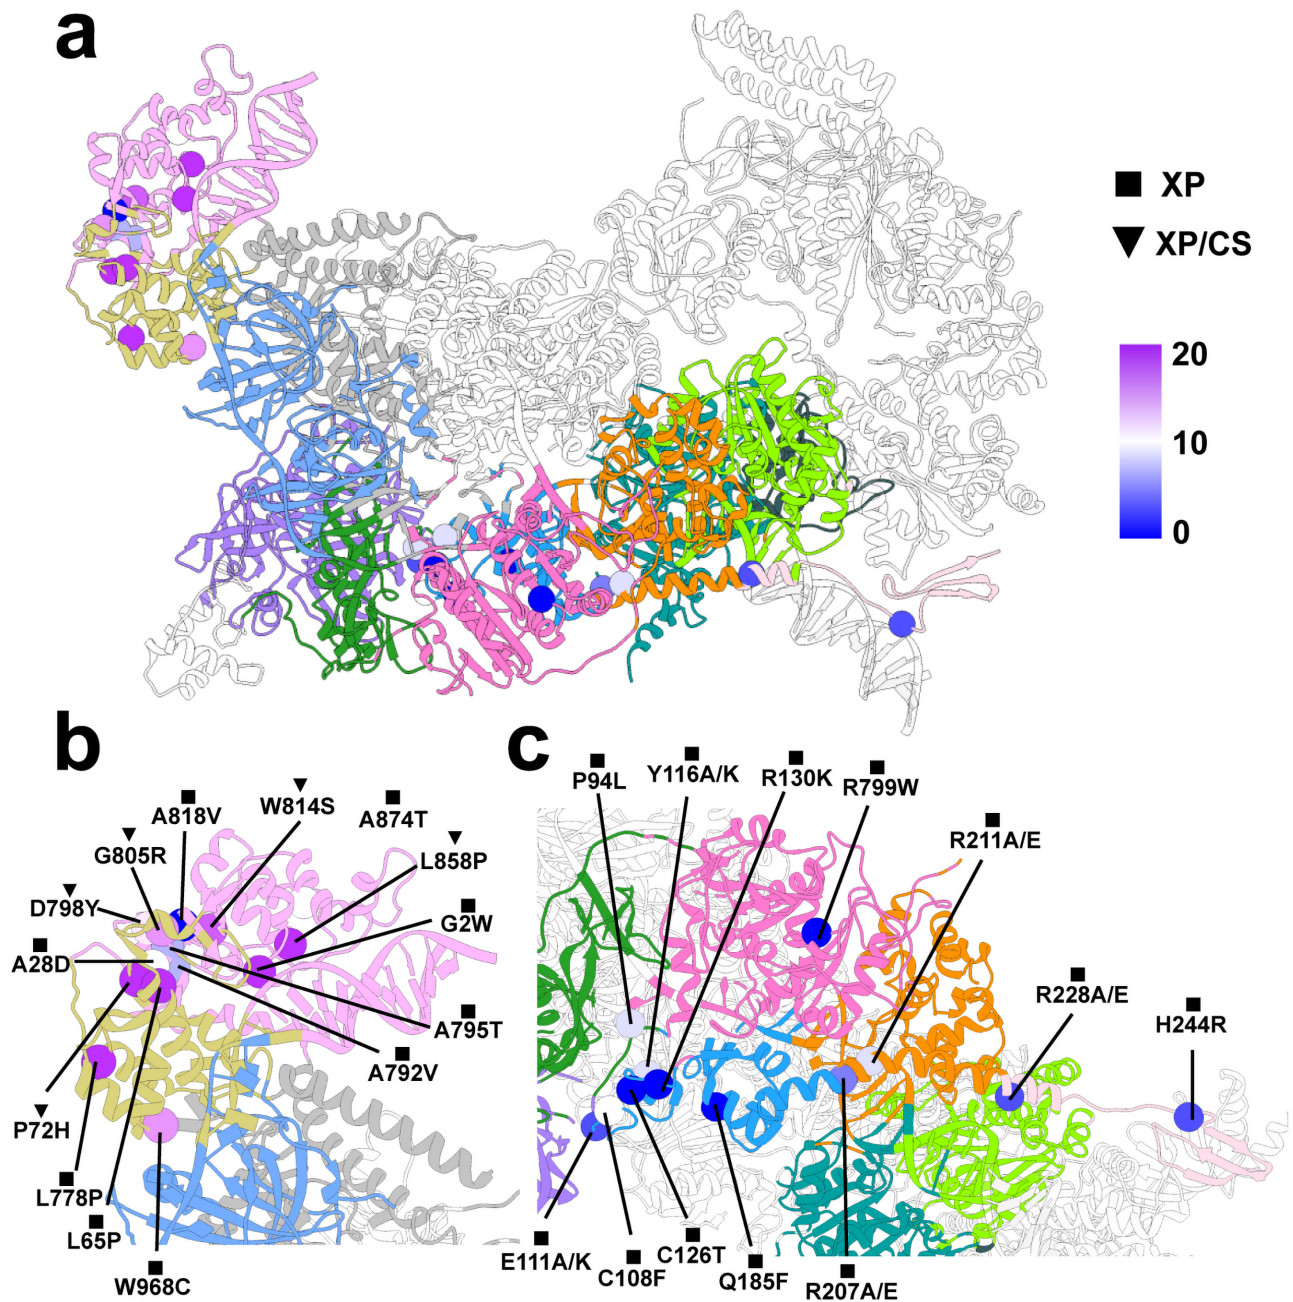 a
XP
XP/CS
20
10
0
b
c
A818V
W814S
A874T
G805R
L858P
D798Y
G2W
A28D
A795T
A792V
P72H
L778P
L65P
W968C
P94L
Y116A/K
R130K
R799W
R211A/E
R228A/E
H244R
E111A/K
C108F
C126T
Q185F
R207A/E